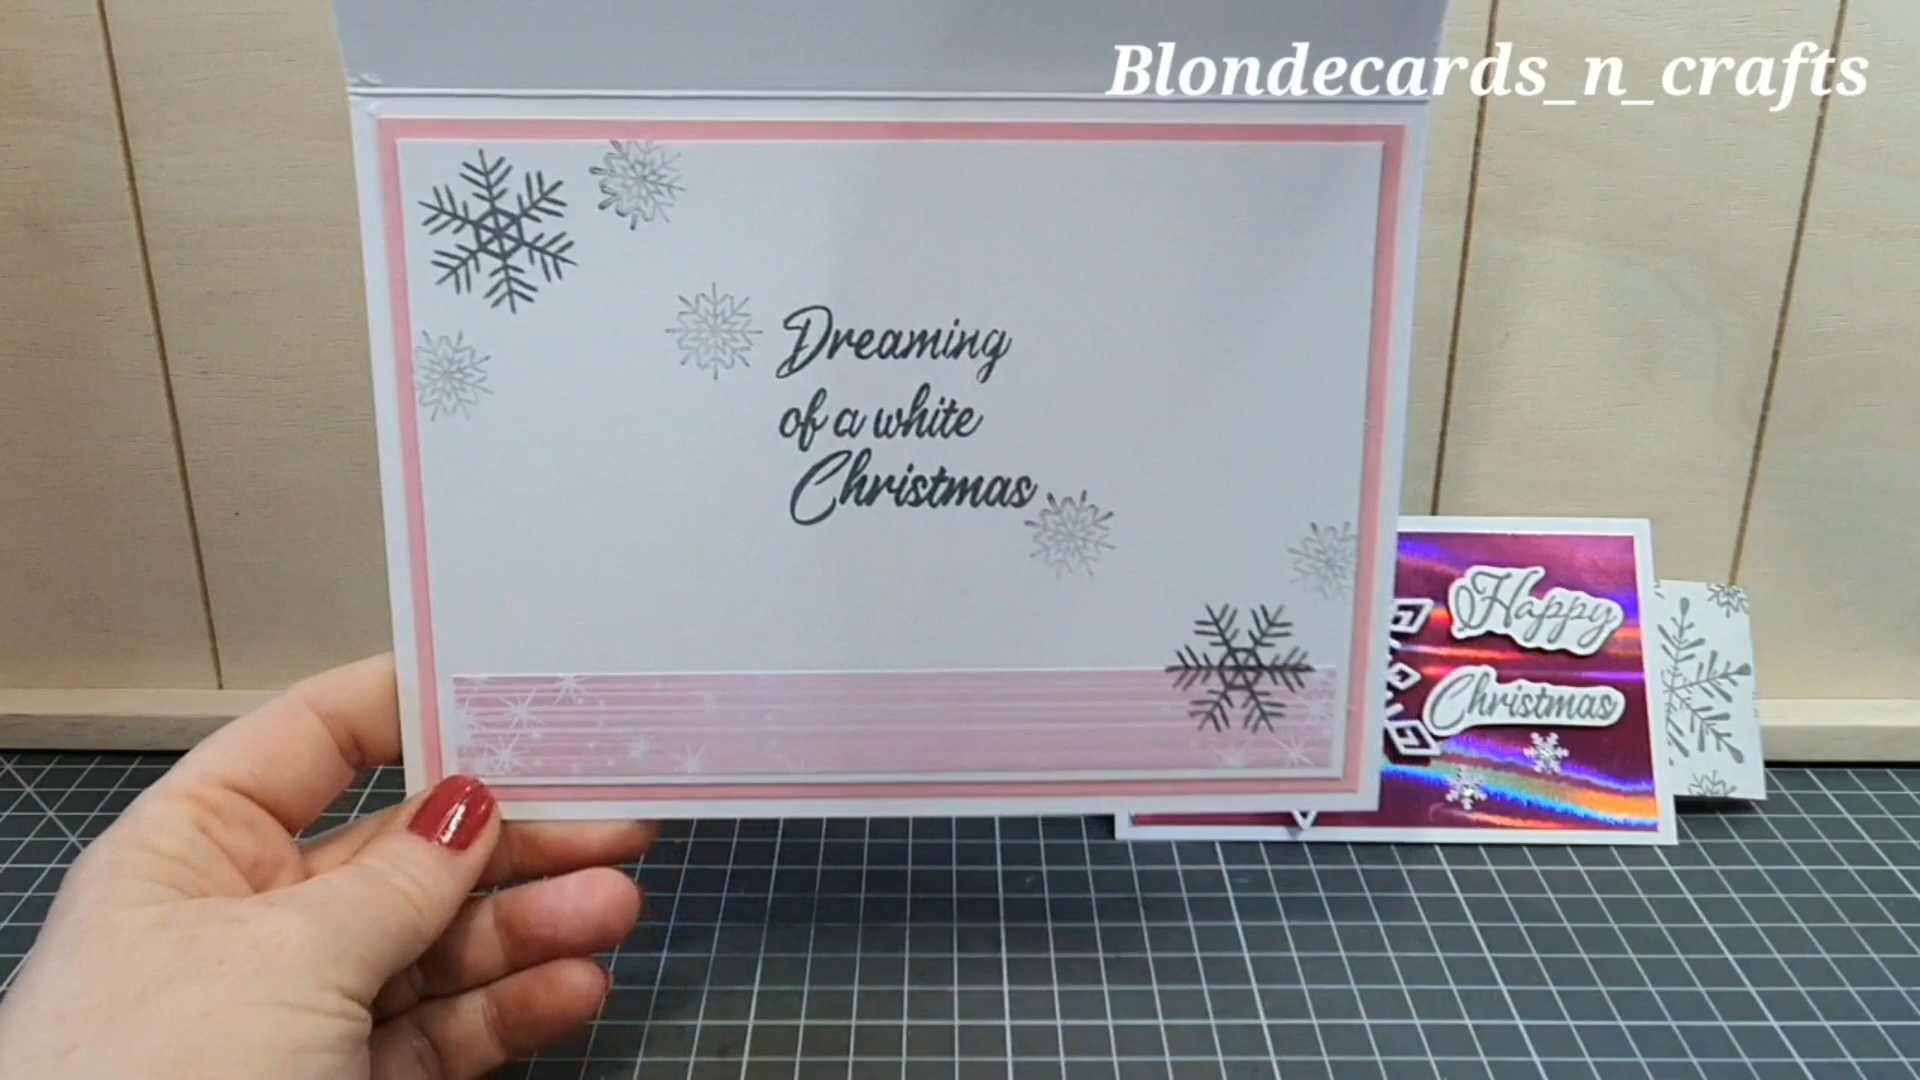 Blondecards_n_crafts
Dreaming
of a white
Christmas
Happy
Christmas